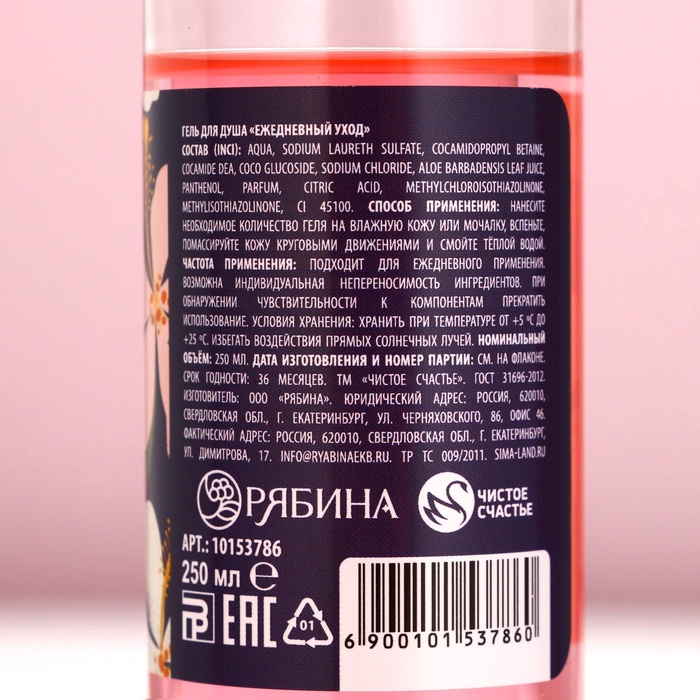 ГЕЛЬ ДЛЯ ДУША «ЕЖЕДНЕВНЫЙ УХОД»
СОСТАВ (INCI): AQUA, SODIUM LAURETH SULFATE, COCAMIDOPROPYL BETAINE,
COCAMIDE DEA, COCO GLUCOSIDE, SODIUM CHLORIDE, ALOE BARBADENSIS LEAF JUICE,
PANTHENOL, PARFUM, CITRIC ACID, METHYLCHLOROISOTHIAZOLINONE,
METHYLISOTHIAZOLINONE, CI 45100. СПОСОБ ПРИМЕНЕНИЯ: НАНЕСИТЕ
НЕОБХОДИМОЕ КОЛИЧЕСТВО ГЕЛЯ НА ВЛАЖНУЮ КОЖУ ИЛИ МОЧАЛКУ, ВСПЕНЬТЕ,
ПОМАССИРУЙТЕ КОЖУ КРУГОВЫМИ ДВИЖЕНИЯМИ И СМОЙТЕ ТЁПЛОЙ ВОДОЙ.
ЧАСТОТА ПРИМЕНЕНИЯ: ПОДХОДИТ ДЛЯ ЕЖЕДНЕВНОГО ПРИМЕНЕНИЯ.
ВОЗМОЖНА ИНДИВИДУАЛЬНАЯ НЕПЕРЕНОСИМОСТЬ ИНГРЕДИЕНТОВ. ПРИ
ОБНАРУЖЕНИИ ЧУВСТВИТЕЛЬНОСТИ К КОМПОНЕНТАМ ПРЕКРАТИТЬ
ИСПОЛЬЗОВАНИЕ. УСЛОВИЯ ХРАНЕНИЯ: ХРАНИТЬ ПРИ ТЕМПЕРАТУРЕ ОТ +5 ºC ДО
+25 ºC. ИЗБЕГАТЬ ВОЗДЕЙСТВИЯ ПРЯМЫХ СОЛНЕЧНЫХ ЛУЧЕЙ. НОМИНАЛЬНЫЙ
ОБЪЁМ: 250 МЛ. ДАТА ИЗГОТОВЛЕНИЯ И НОМЕР ПАРТИИ: СМ. НА ФЛАКОНЕ.
СРОК ГОДНОСТИ: 36 МЕСЯЦЕВ. ТМ «ЧИСТОЕ СЧАСТЬЕ». ГОСТ 31696-2012.
ИЗГОТОВИТЕЛЬ: ООО «РЯБИНА». ЮРИДИЧЕСКИЙ АДРЕС: РОССИЯ, 620010,
СВЕРДЛОВСКАЯ ОБЛ., Г. ЕКАТЕРИНБУРГ, УЛ. ЧЕРНЯХОВСКОГО, 86, ОФИС 46.
ФАКТИЧЕСКИЙ АДРЕС: РОССИЯ, 620010, СВЕРДЛОВСКАЯ ОБЛ., Г. ЕКАТЕРИНБУРГ,
УЛ. ДИМИТРОВА, 17. INFO@RYABINAEKB.RU. ТР ТС 009/2011. SIMA-LAND.RU
РЯБИНА
ЧИСТОЕ
СЧАСТЬЕ
АРТ.: 10153786
250 МЛ ℮
РСТ EAC 01
6 900101 537860